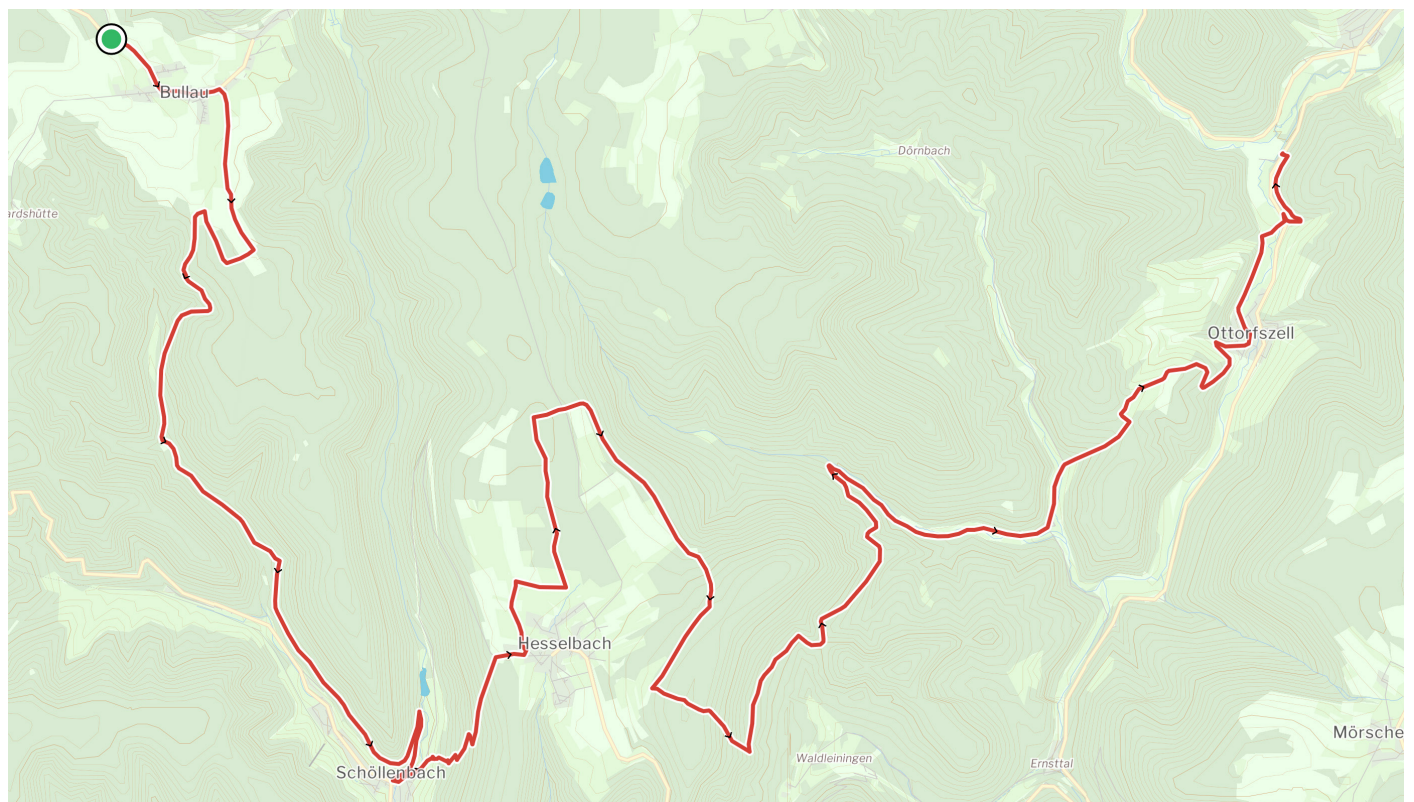 Bullau
Dörnbach
ardshütte
Ottorfszell
Hesselbach
Mörsche
Waldleiningen
Ernsttal
Schöllenbach